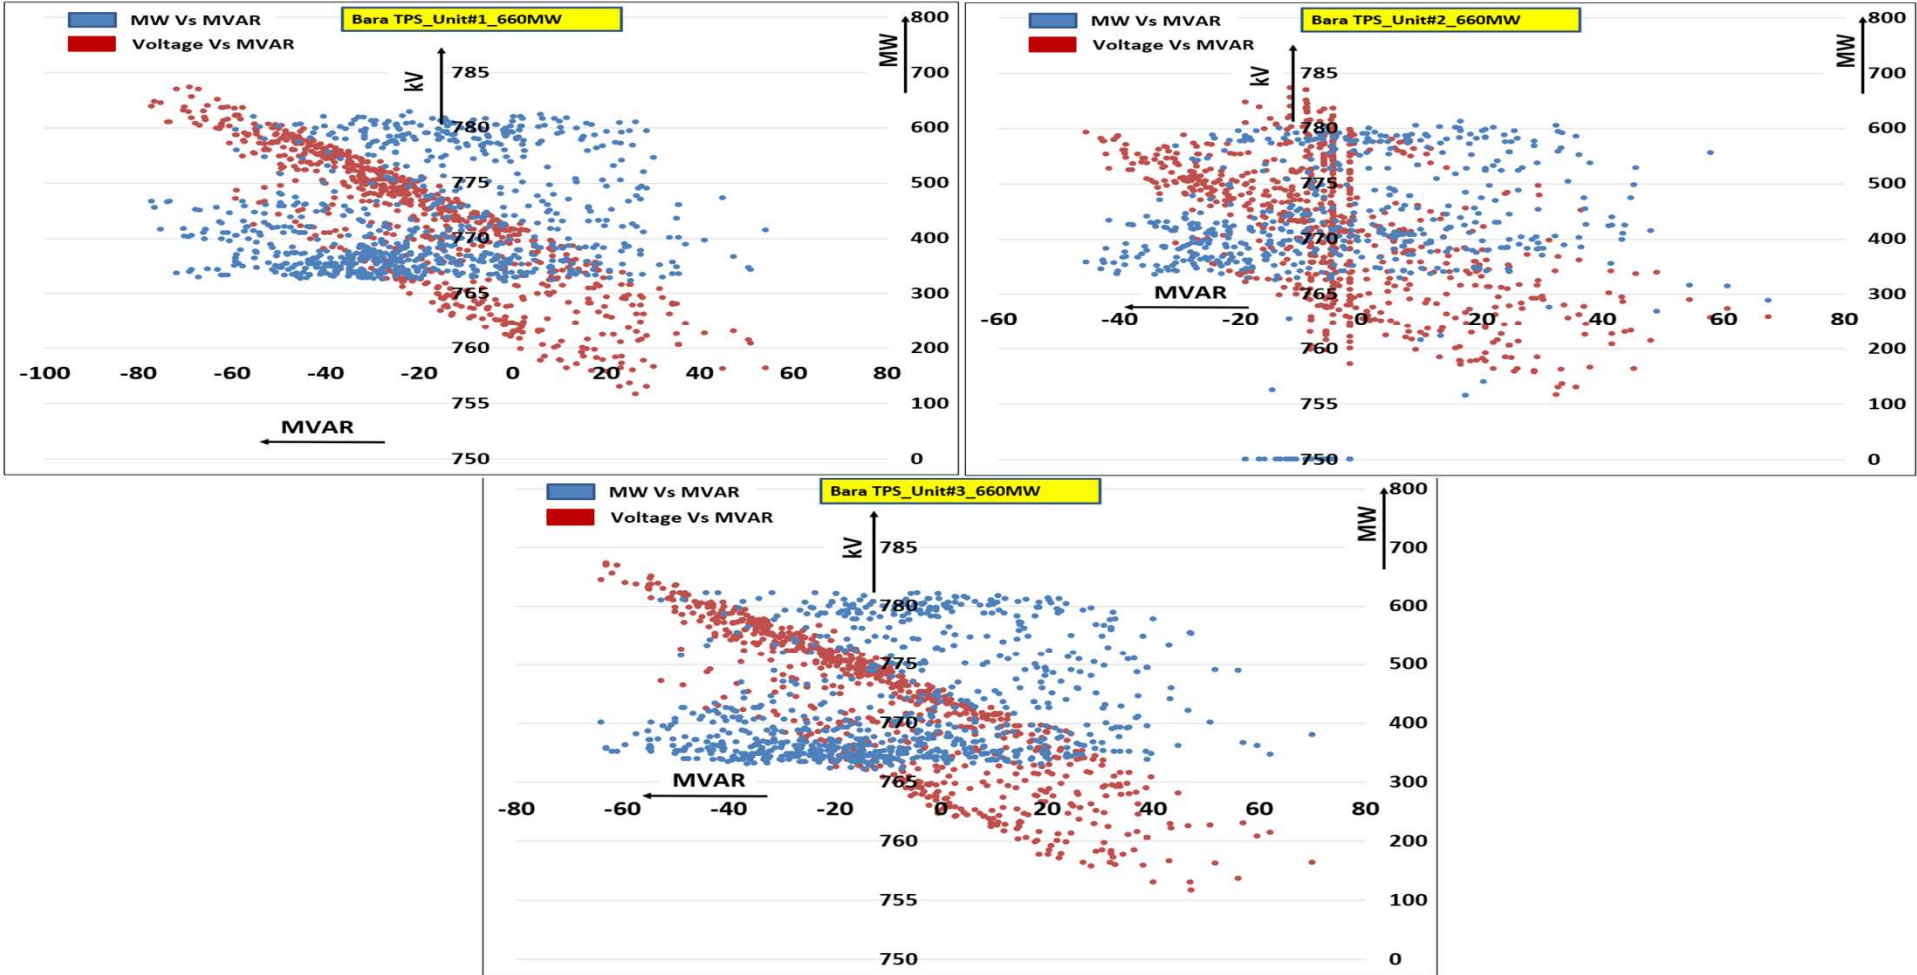 MW Vs MVAR
Voltage Vs MVAR
Bara TPS_Unit#1_660MW
kV
MW
785
780
775
770
765
760
755
750
800
700
600
500
400
300
200
100
0
-100 -80 -60 -40 -20 0 20 40 60 80
MVAR
MW Vs MVAR
Voltage Vs MVAR
Bara TPS_Unit#2_660MW
kV
MW
785
780
775
770
765
760
755
750
800
700
600
500
400
300
200
100
0
MVAR
-60 -40 -20 0 20 40 60 80
MW Vs MVAR
Voltage Vs MVAR
Bara TPS_Unit#3_660MW
kV
MW
785
780
775
770
765
760
755
750
800
700
600
500
400
300
200
100
0
MVAR
-80 -60 -40 -20 0 20 40 60 80